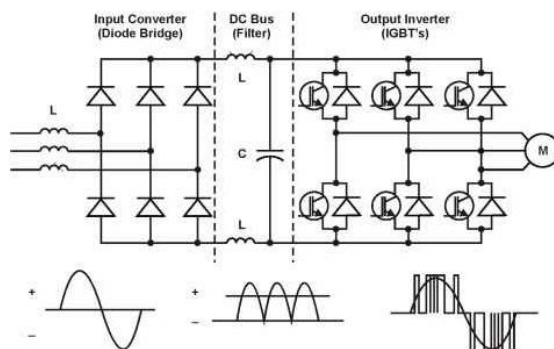 Input Converter
(Diode Bridge)
DC Bus
(Filter)
Output Inverter
(IGBT's)
L
L
C
M
L
+
–
+
–
+
–